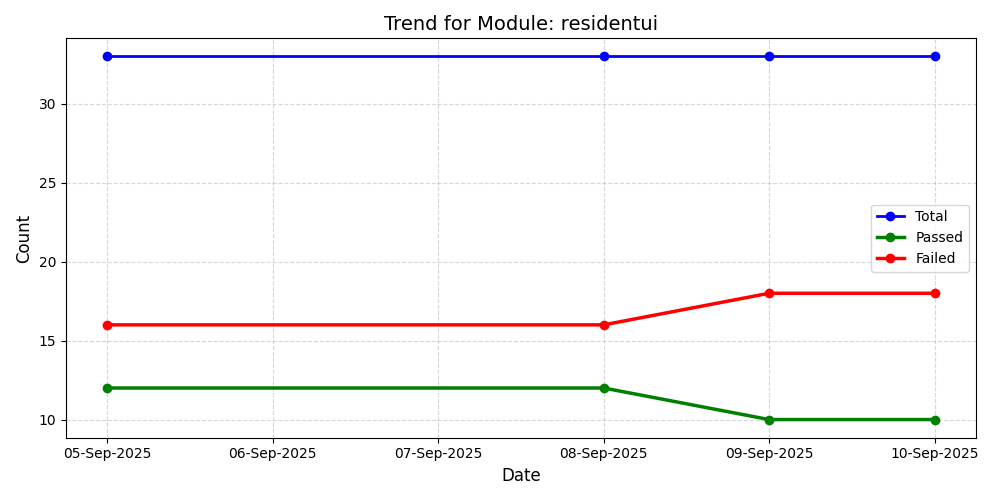 Trend for Module: residentui
Count
30
25
20
15
10
Total
Passed
Failed
05-Sep-2025
06-Sep-2025
07-Sep-2025
08-Sep-2025
09-Sep-2025
10-Sep-2025
Date